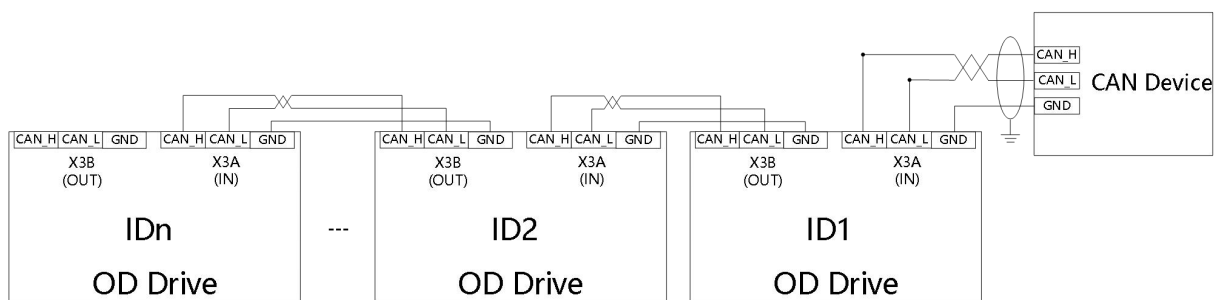 CAN_H
CAN_L
CAN Device
GND
CAN_H CAN_L GND
CAN_H CAN_L GND
CAN_H CAN_L GND
CAN_H CAN_L GND
CAN_H CAN_L GND
CAN_H CAN_L GND
X3B
(OUT)
X3A
(IN)
X3B
(OUT)
X3A
(IN)
X3B
(OUT)
X3A
(IN)
IDn
---
ID2
ID1
OD Drive
OD Drive
OD Drive